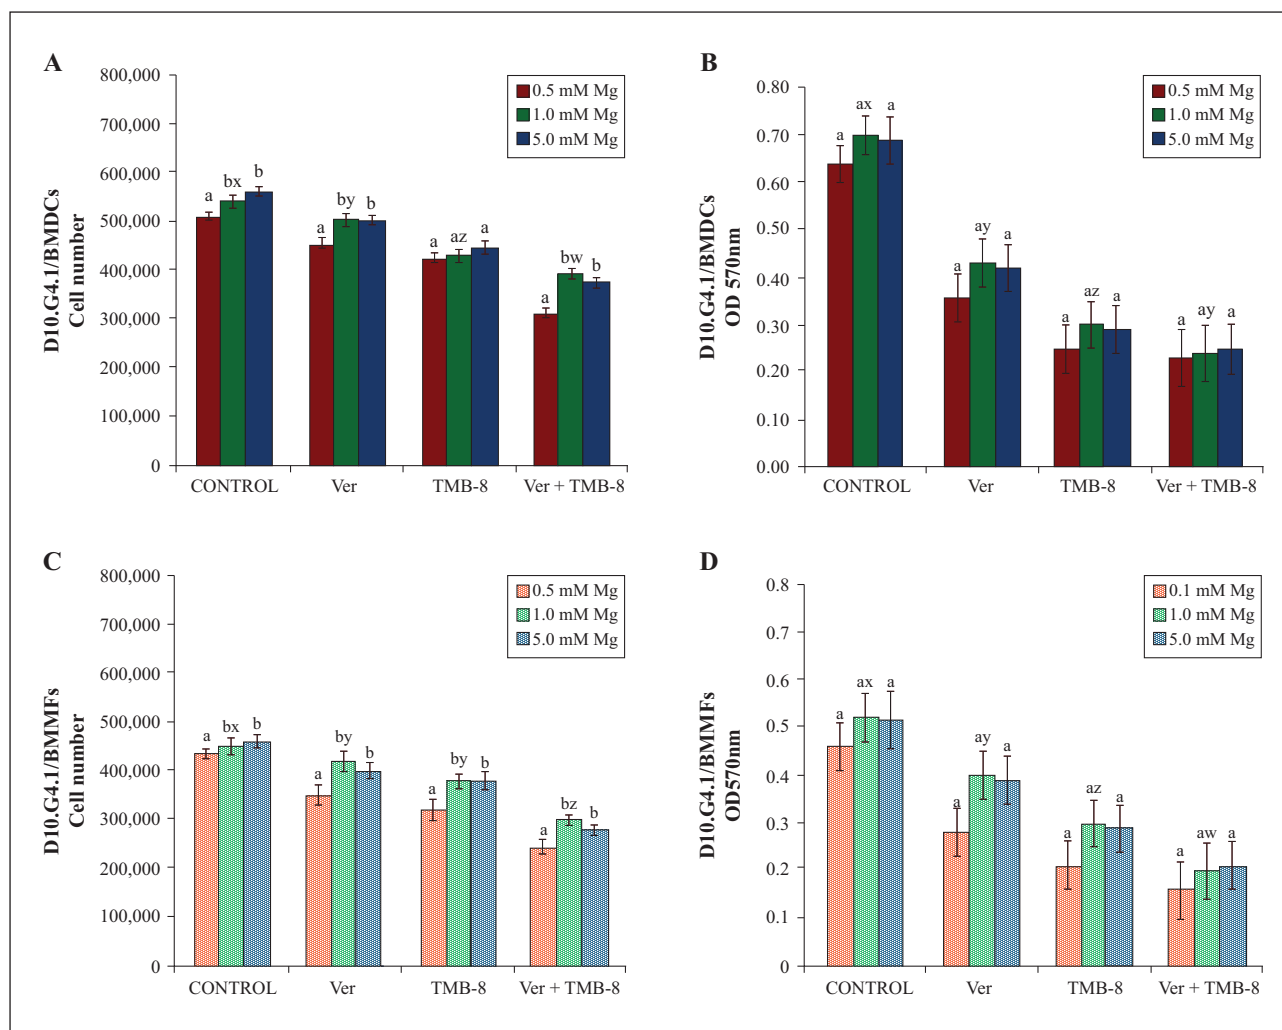 A
800,000
700,000
600,000
500,000
400,000
300,000
200,000
100,000
0
D10.G4.1/BMDCs
Cell number
0.5 mM Mg
1.0 mM Mg
5.0 mM Mg
a
bx
b
a
by
b
a
az
a
a
bw
b
CONTROL
Ver
TMB-8
Ver + TMB-8
B
0.80
0.70
0.60
0.50
0.40
0.30
0.20
0.10
0.00
D10.G4.1/BMDCs
OD 570nm
0.5 mM Mg
1.0 mM Mg
5.0 mM Mg
a
ax
a
a
ay
a
a
az
a
a
ay
a
CONTROL
Ver
TMB-8
Ver + TMB-8
C
800,000
700,000
600,000
500,000
400,000
300,000
200,000
100,000
0
D10.G4.1/BMMFs
Cell number
0.5 mM Mg
1.0 mM Mg
5.0 mM Mg
a
bx
b
a
by
b
a
by
b
a
bz
b
CONTROL
Ver
TMB-8
Ver + TMB-8
D
0.8
0.7
0.6
0.5
0.4
0.3
0.2
0.1
0
D10.G4.1/BMMFs
OD570nm
0.1 mM Mg
1.0 mM Mg
5.0 mM Mg
a
ax
a
a
ay
a
a
az
a
a
aw
a
CONTROL
Ver
TMB-8
Ver + TMB-8